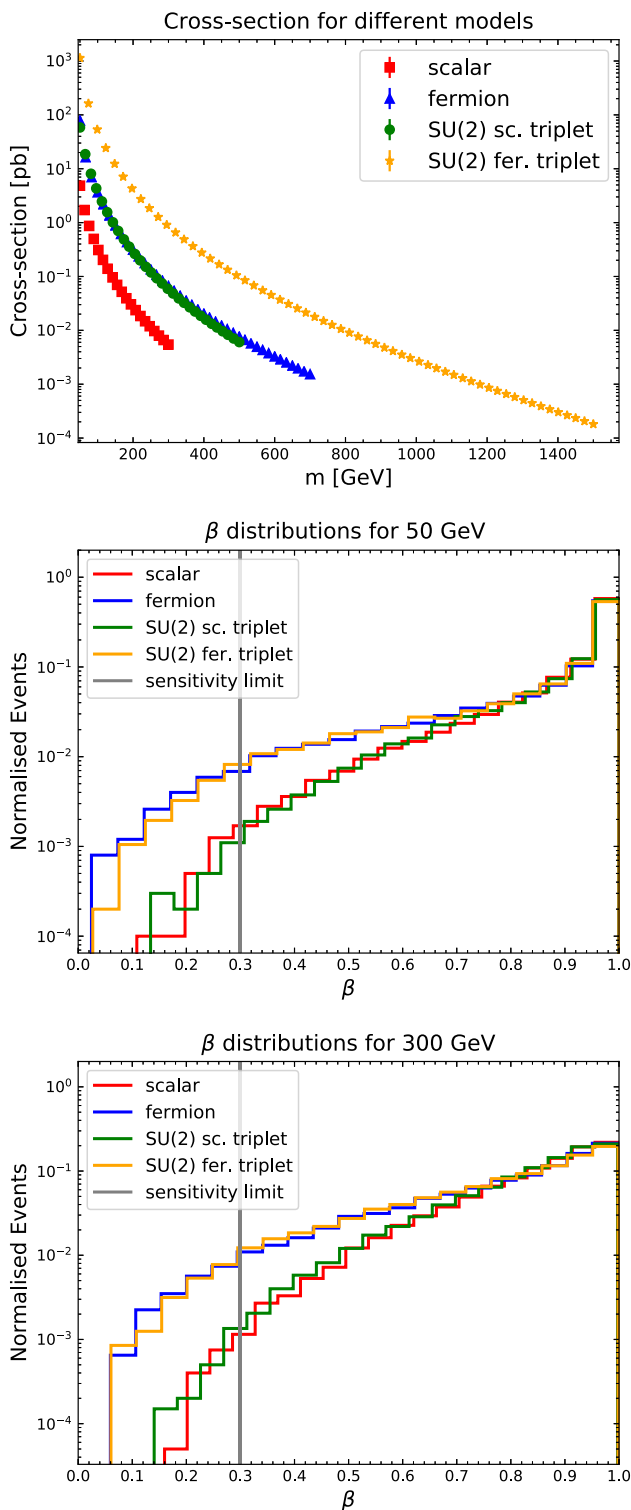 Cross-section for different models
Cross-section [pb]
10³
10²
10¹
10⁰
10⁻¹
10⁻²
10⁻³
10⁻⁴
scalar
fermion
SU(2) sc. triplet
SU(2) fer. triplet
200 400 600 800 1000 1200 1400
m [GeV]
β distributions for 50 GeV
Normalised Events
10⁰
10⁻¹
10⁻²
10⁻³
10⁻⁴
scalar
fermion
SU(2) sc. triplet
SU(2) fer. triplet
sensitivity limit
0.0 0.1 0.2 0.3 0.4 0.5 0.6 0.7 0.8 0.9 1.0
β
β distributions for 300 GeV
Normalised Events
10⁰
10⁻¹
10⁻²
10⁻³
10⁻⁴
scalar
fermion
SU(2) sc. triplet
SU(2) fer. triplet
sensitivity limit
0.0 0.1 0.2 0.3 0.4 0.5 0.6 0.7 0.8 0.9 1.0
β